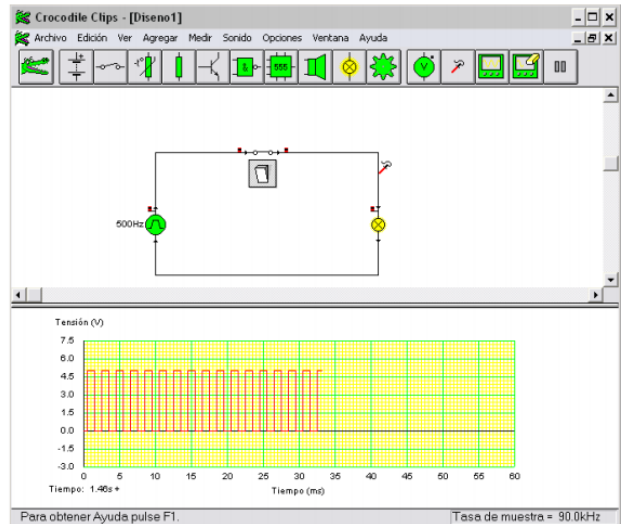 Crocodile Clips - [Diseno1]
Archivo Edición Ver Agregar Medir Sonido Opciones Ventana Ayuda
& 555 V
500Hz
Tensión (V)
7.5
6.0
4.5
3.0
1.5
0.0
-1.5
-3.0
0 5 10 15 20 25 30 35 40 45 50 55 60
Tiempo: 1.46s + Tiempo (ms)
Para obtener Ayuda pulse F1. Tasa de muestra = 90.0kHz